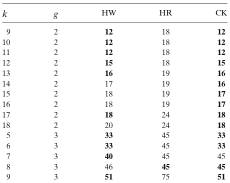 k g HW HR CK
9 2 12 18 12
10 2 12 18 12
11 2 12 18 12
12 2 15 18 15
13 2 16 19 16
14 2 17 19 16
15 2 18 19 17
16 2 18 19 17
17 2 18 24 18
18 2 20 24 18
5 3 33 45 33
6 3 33 45 33
7 3 40 45 45
8 3 46 45 45
9 3 51 75 51